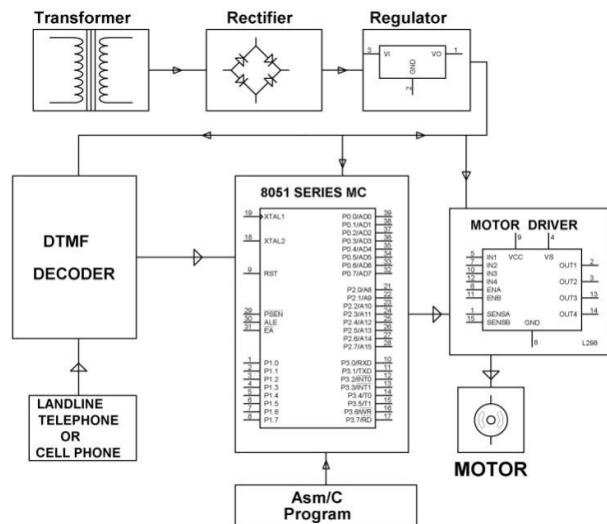 Transformer
Rectifier
Regulator
3
VI
VO
1
GND
2
DTMF
DECODER
8051 SERIES MC
19
XTAL1
18
XTAL2
9
RST
29
PSEN
30
ALE
31
EA
1
P1.0
2
P1.1
3
P1.2
4
P1.3
5
P1.4
6
P1.5
7
P1.6
8
P1.7
P0.0/AD0
39
P0.1/AD1
38
P0.2/AD2
37
P0.3/AD3
36
P0.4/AD4
35
P0.5/AD5
34
P0.6/AD6
33
P0.7/AD7
32
P2.0/A8
21
P2.1/A9
22
P2.2/A10
23
P2.3/A11
24
P2.4/A12
25
P2.5/A13
26
P2.6/A14
27
P2.7/A15
28
P3.0/RXD
10
P3.1/TXD
11
P3.2/INT0
12
P3.3/INT1
13
P3.4/T0
14
P3.5/T1
15
P3.6/WR
16
P3.7/RD
17
MOTOR DRIVER
9
4
VCC
VS
5
IN1
7
IN2
10
IN3
12
IN4
6
ENA
11
ENB
1
SENSA
15
SENSB
OUT1
2
OUT2
3
OUT3
13
OUT4
14
GND
8
L298
LANDLINE
TELEPHONE
OR
CELL PHONE
MOTOR
Asm/C
Program